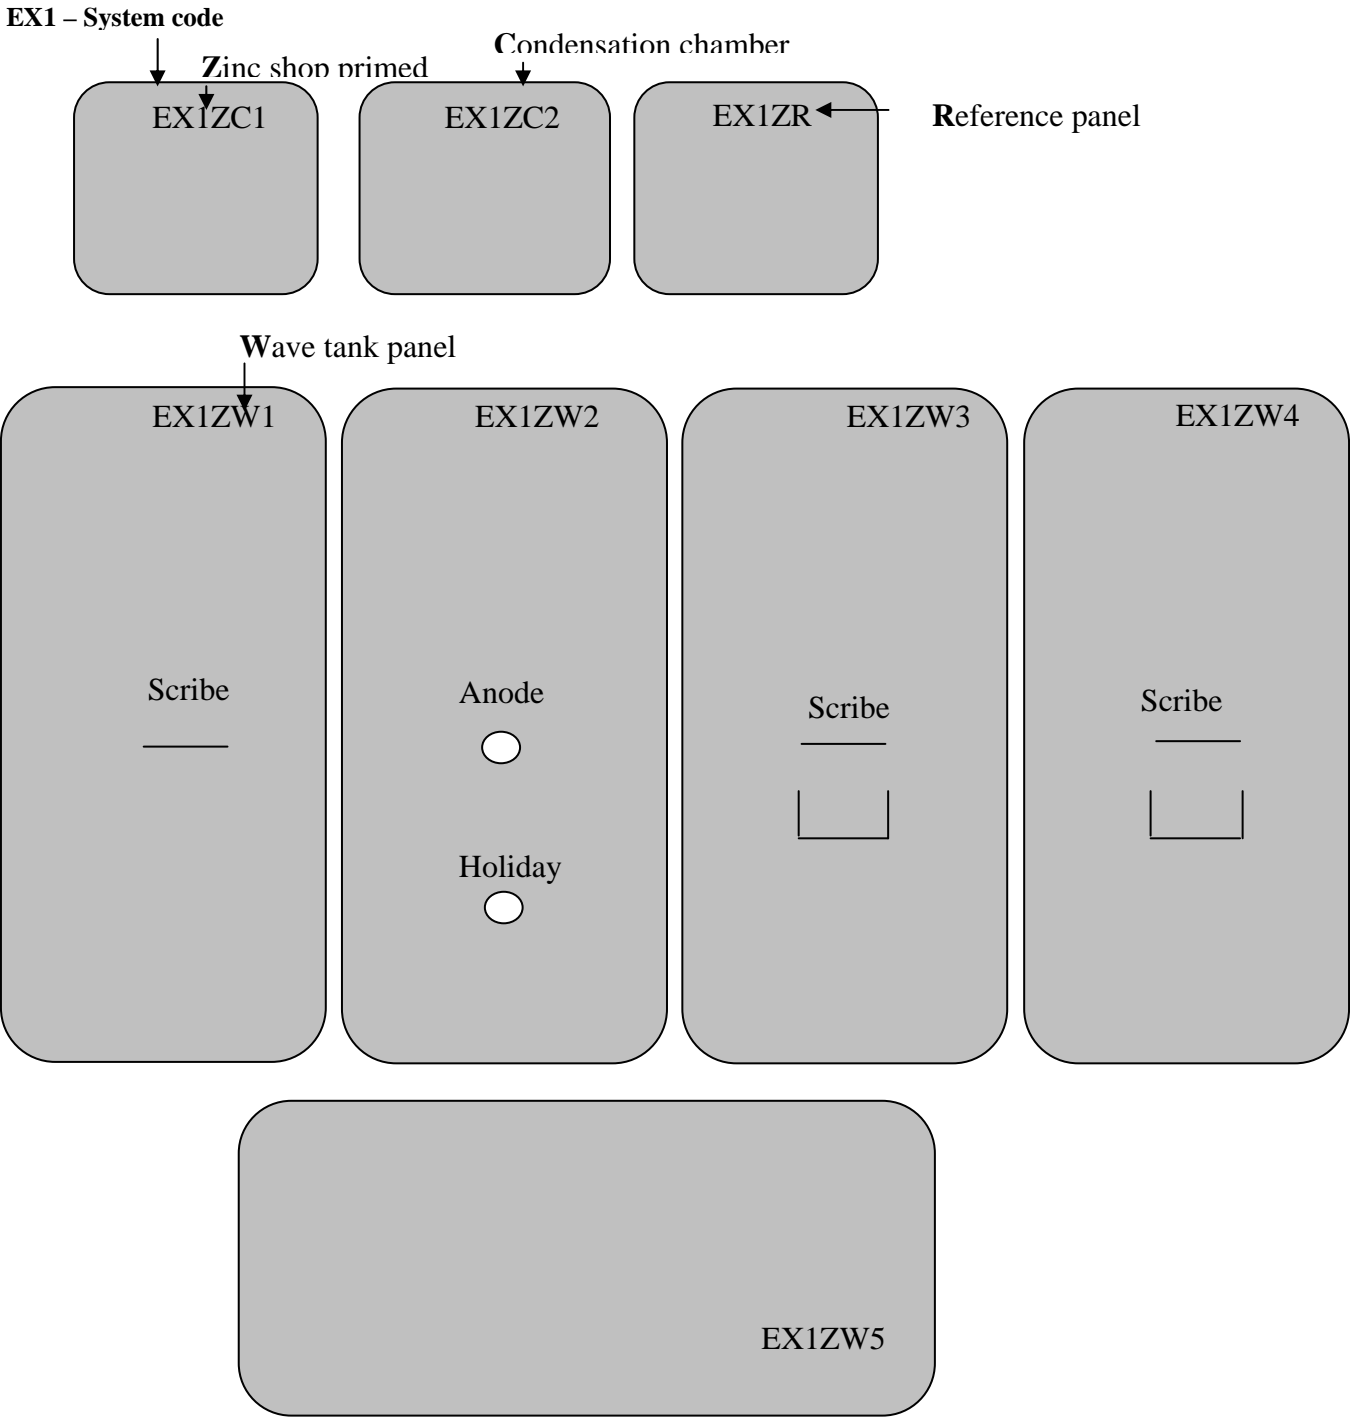 EX1 – System code
Condensation chamber
Zinc shop primed
EX1ZC1
EX1ZC2
EX1ZR
Reference panel
Wave tank panel
EX1ZW1
EX1ZW2
EX1ZW3
EX1ZW4
Scribe
Anode
Scribe
Scribe
Holiday
EX1ZW5